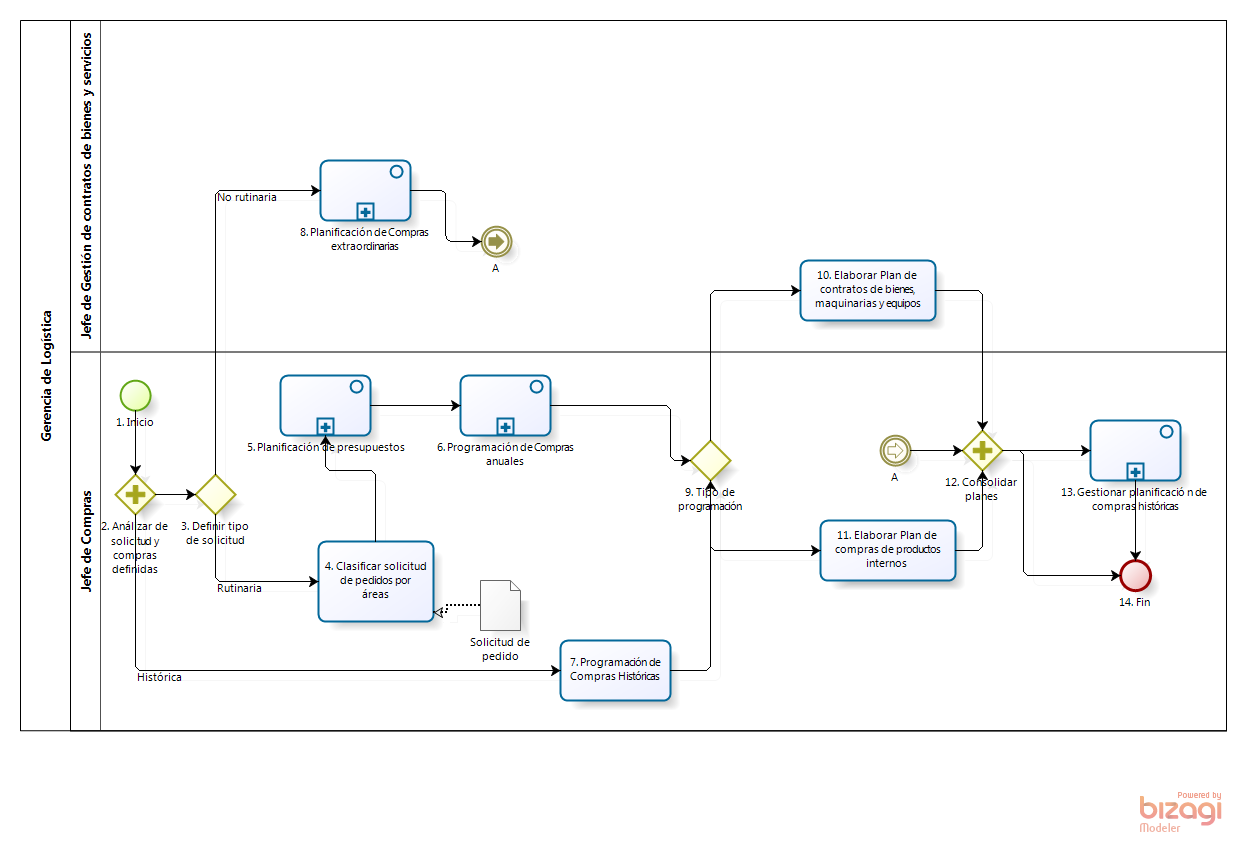 Gerencia de Logística
Jefe de Gestión de contratos de bienes y servicios
No rutinaria
8. Planificación de Compras
extraordinarias
A
10. Elaborar Plan de
contratos de bienes,
maquinarias y equipos
Jefe de Compras
1. Inicio
2. Análizar de
solicitud y
compras
definidas
3. Definir tipo
de solicitud
Rutinaria
Histórica
4. Clasificar solicitud
de pedidos por
áreas
Solicitud de
pedido
5. Planificación de presupuestos
6. Programación de Compras
anuales
7. Programación de
Compras Históricas
9. Tipo de
programación
A
11. Elaborar Plan de
compras de productos
internos
12. Consolidar
planes
13. Gestionar planificación de
compras históricas
14. Fin
Powered by
bizagi
Modeler